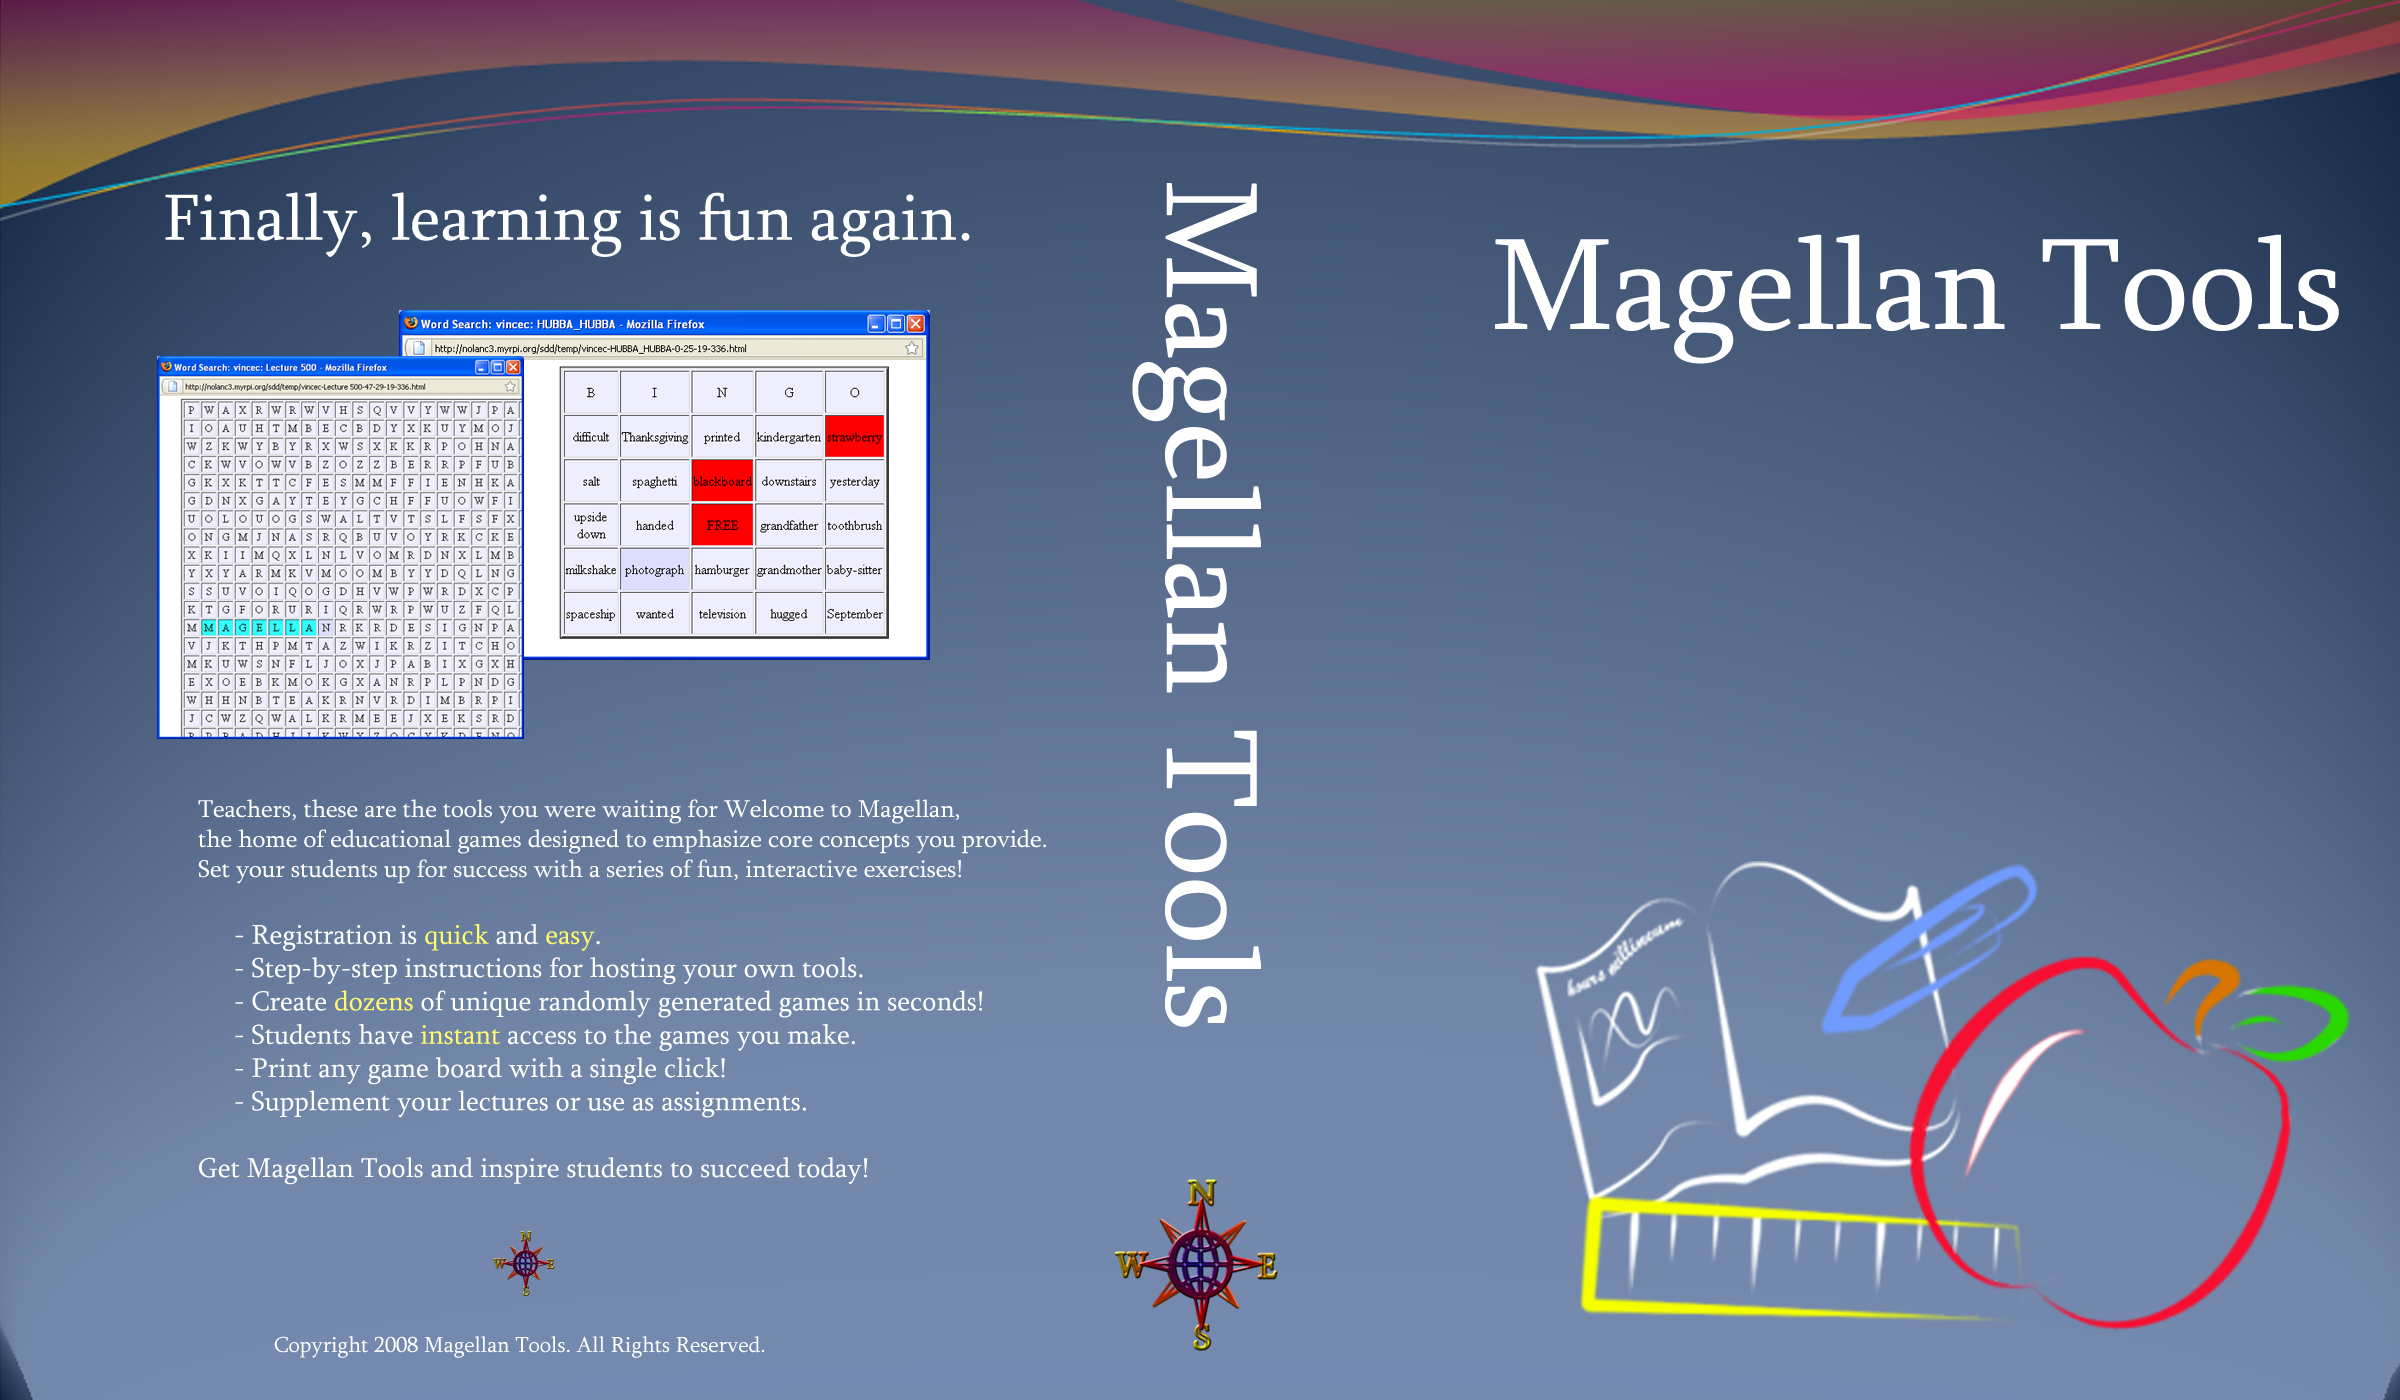 Finally, learning is fun again.
Word Search: vincec: HUBBA_HUBBA - Mozilla Firefox
http://nolanc3.myrpi.org/sdd/temp/vincec-HUBBA_HUBBA-0-25-19-336.html
B I N G O
difficult Thanksgiving printed kindergarten strawberry
salt spaghetti blackboard downstairs yesterday
upside down handed FREE grandfather toothbrush
milkshake photograph hamburger grandmother baby-sitter
spaceship wanted television hugged September
Word Search: vincec: Lecture 500 - Mozilla Firefox
http://nolanc3.myrpi.org/sdd/temp/vincec-Lecture 500-47-29-19-336.html
P W A X R W R W V H S Q V V Y W W J P A
I O A U H T M B E C B D Y X K U Y M O J
W Z K W Y B Y R X W S X K K R P O H N A
C K W V O W V B Z O Z Z B E R R P F U B
G K X K T T C F E S M M F F I E N H K A
G D N X G A Y T E Y G C H F F U O W F I
U O L O U O G S W A L T V T S L F S F X
O N G M J N A S R Q B U V O Y R K C K E
X K I I M Q X L N L V O M R D N X L M B
Y X Y A R M K V M O O M B Y Y D Q L N G
S S U V O I Q O G D H V W P W R D X C P
K T G F O R U R I Q R W R P W U Z F Q L
M M A G E L L A N R K R D E S I G N P A
V J K T H P M T A Z W I K R Z I T C H O
M K U W S N F L J O X J P A B I X G X H
E X O E B K M O K G X A N R P L P N D G
W H H N B T E A K R N V R D I M B R P I
J C W Z Q W A L K R M E E J X E K S R D
Teachers, these are the tools you were waiting for Welcome to Magellan,
the home of educational games designed to emphasize core concepts you provide.
Set your students up for success with a series of fun, interactive exercises!
- Registration is quick and easy.
- Step-by-step instructions for hosting your own tools.
- Create dozens of unique randomly generated games in seconds!
- Students have instant access to the games you make.
- Print any game board with a single click!
- Supplement your lectures or use as assignments.
Get Magellan Tools and inspire students to succeed today!
N
W E
S
Copyright 2008 Magellan Tools. All Rights Reserved.
Magellan Tools
N
W E
S
Magellan Tools
hours